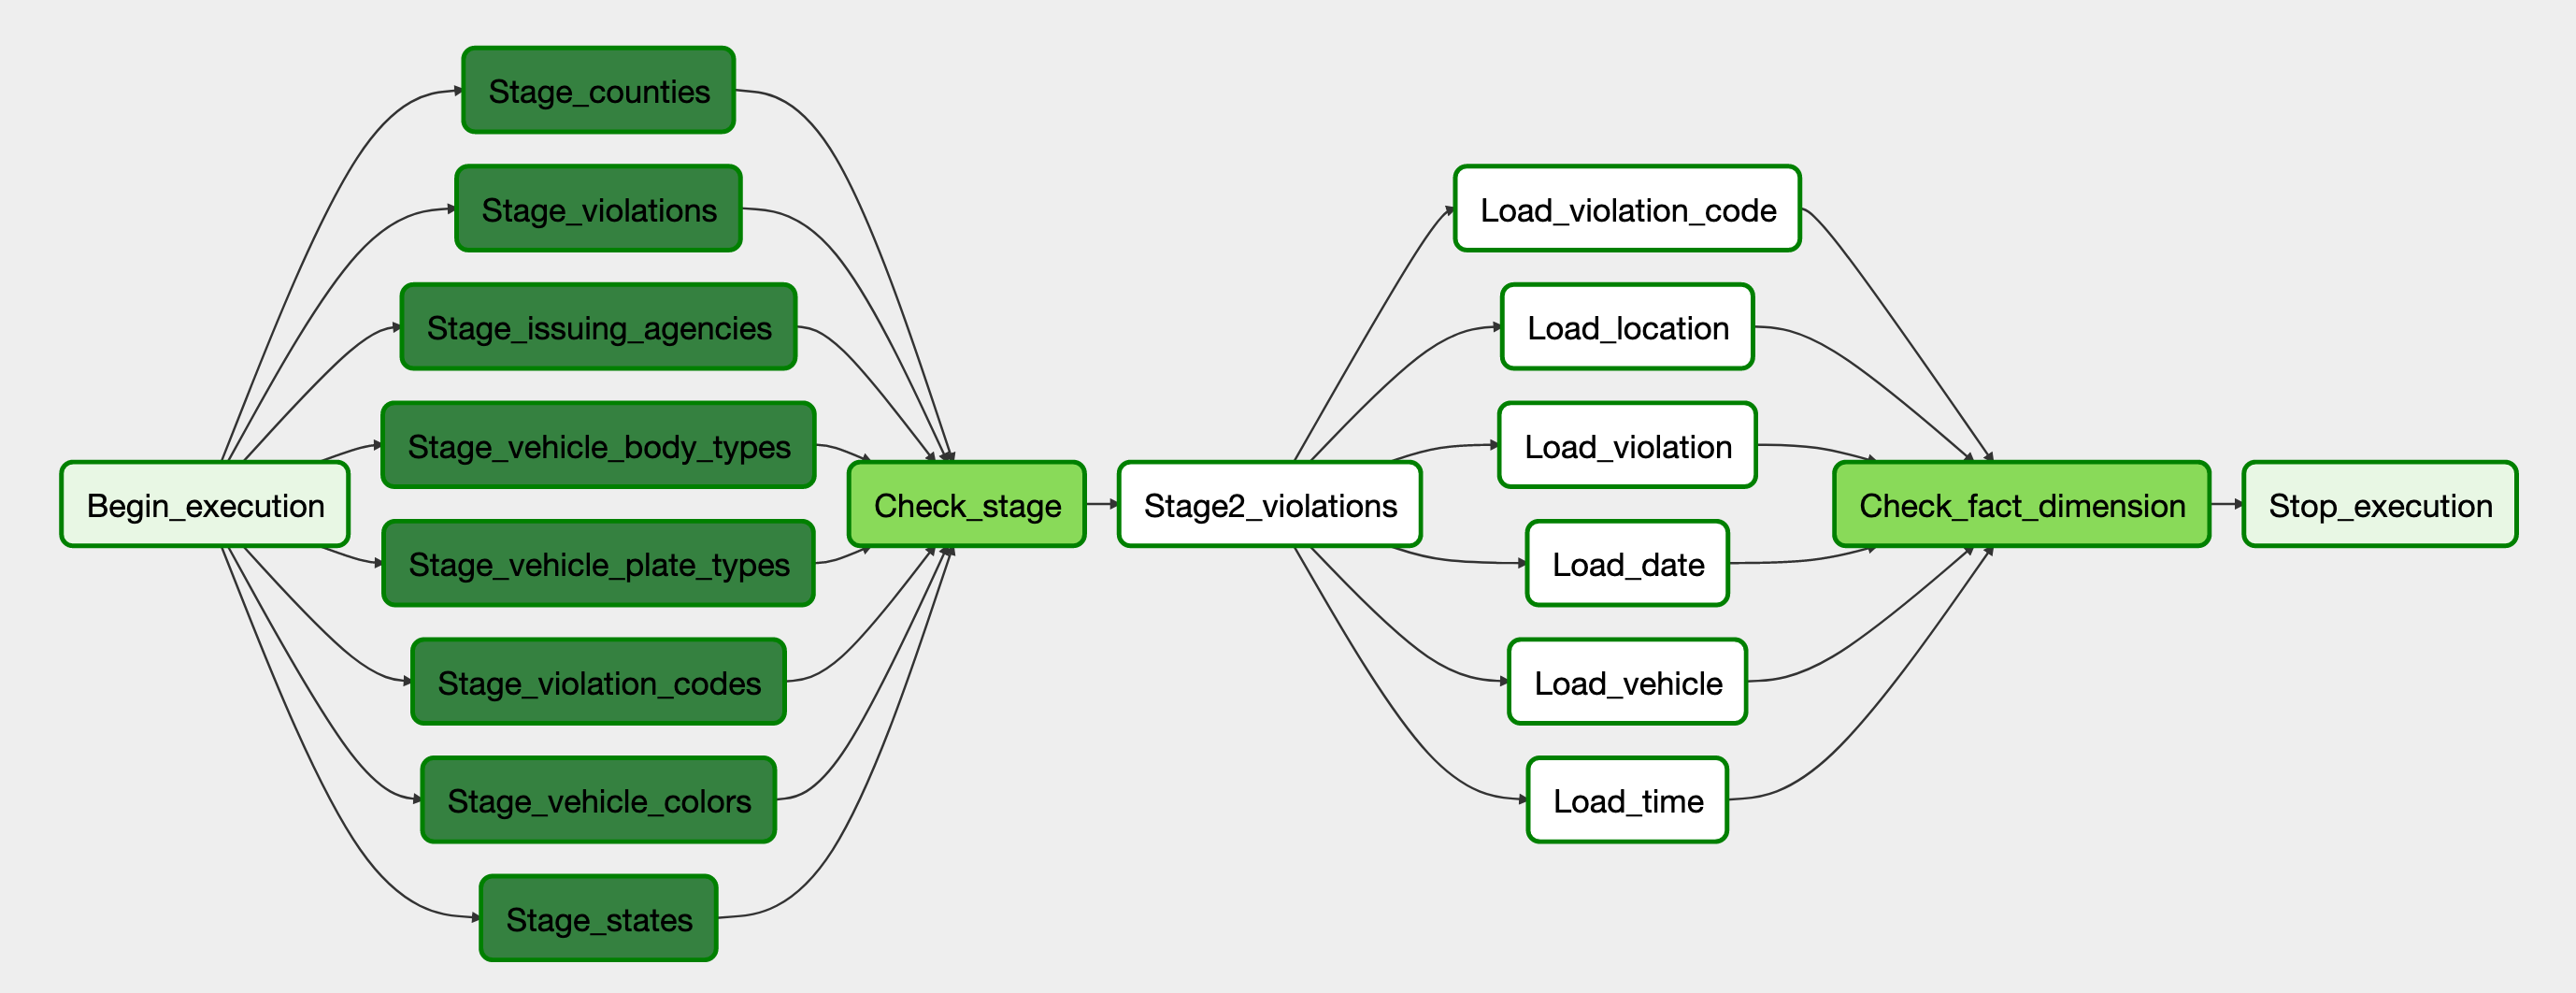 Begin_execution
Stage_counties
Stage_violations
Stage_issuing_agencies
Stage_vehicle_body_types
Stage_vehicle_plate_types
Stage_violation_codes
Stage_vehicle_colors
Stage_states
Check_stage
Stage2_violations
Load_violation_code
Load_location
Load_violation
Load_date
Load_vehicle
Load_time
Check_fact_dimension
Stop_execution